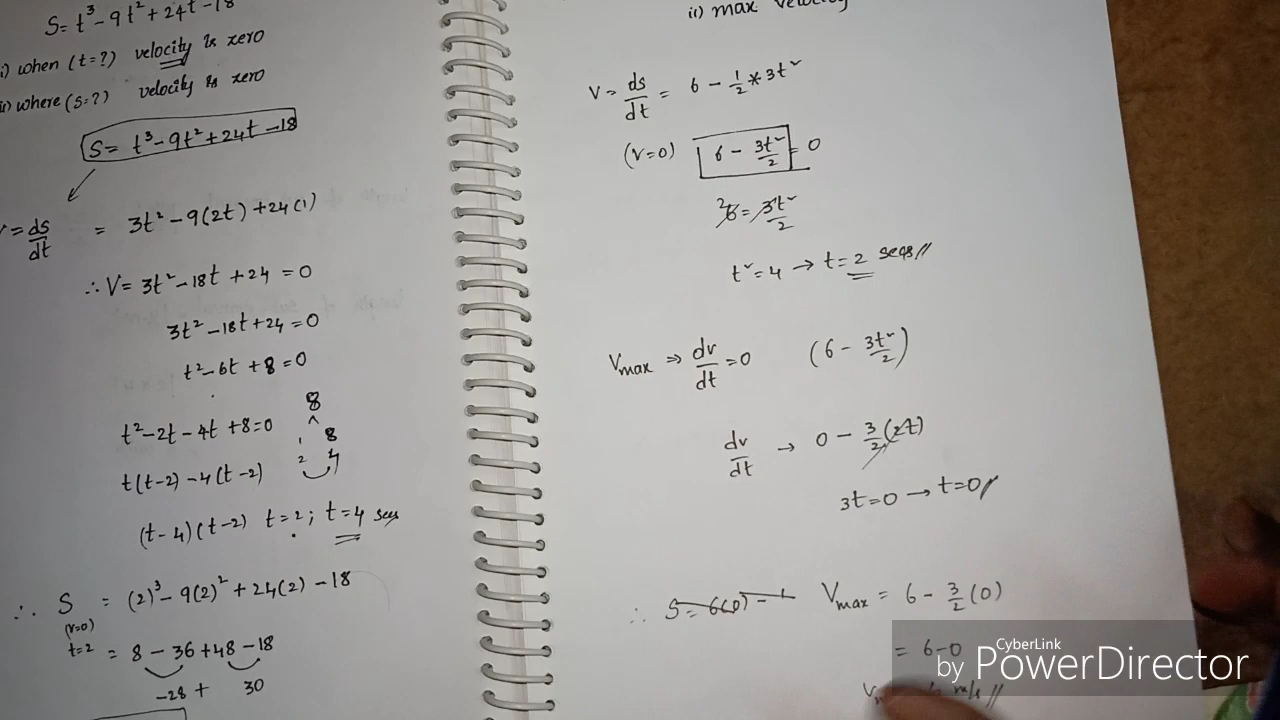 S = t³ - 9t² + 24t - 18
i) when (t=?) velocity is zero
ii) where (s=?) velocity is zero
S = t³ - 9t² + 24t - 18
V = ds/dt = 3t² - 9(2t) + 24(1)
∴ V = 3t² - 18t + 24 = 0
3t² - 18t + 24 = 0
t² - 6t + 8 = 0
t² - 2t - 4t + 8 = 0
8
1 8
2 4
t(t-2) - 4(t-2)
(t-4)(t-2) t=2; t=4 secs
∴ S = (2)³ - 9(2)² + 24(2) - 18
(v=0)
t=2 = 8 - 36 + 48 - 18
-28 + 30
ii) max velocity
V = ds/dt = 6 - 1/2 * 3t²
(v=0) 6 - 3t²/2 = 0
2 6 = 3t²/2
t² = 4 → t = 2 secs //
Vmax ⇒ dv/dt = 0 (6 - 3t²/2)
dv/dt → 0 - 3/2 (2t)
3t = 0 → t = 0 //
∴ S = 6(0) - 1 Vmax = 6 - 3/2 (0)
= 6-0
CyberLink
by PowerDirector